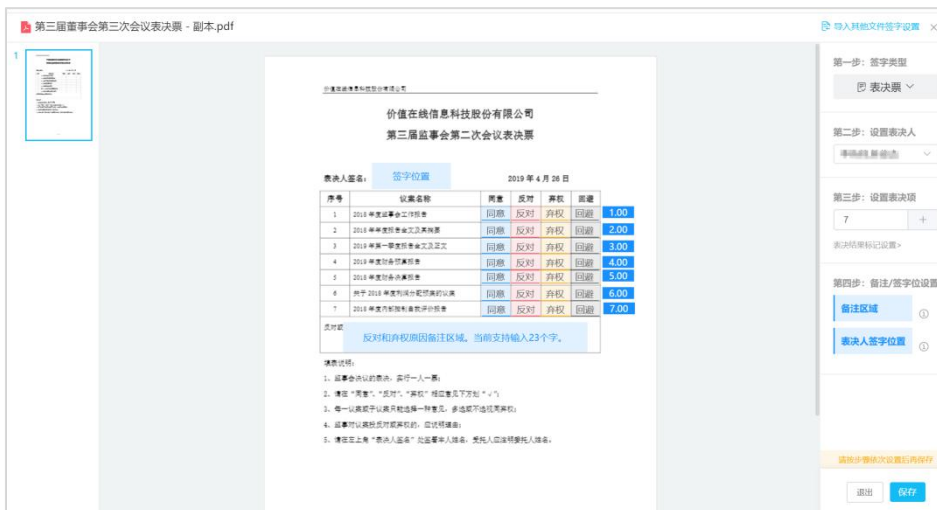 第三届董事会第三次会议表决票 - 副本.pdf
导入其他文件签字设置 ×
1
价值在线信息科技股份有限公司
价值在线信息科技股份有限公司
第三届监事会第二次会议表决票
表决人签名： 签字位置 2019 年 4 月 26 日
序号 议案名称 同意 反对 弃权 回避
1 2018 年度监事会工作报告 同意 反对 弃权 回避 1.00
2 2018 年年度报告全文及其摘要 同意 反对 弃权 回避 2.00
3 2019 年第一季度报告全文及正文 同意 反对 弃权 回避 3.00
4 2019 年度财务预算报告 同意 反对 弃权 回避 4.00
5 2018 年度财务决算报告 同意 反对 弃权 回避 5.00
6 关于 2018 年度利润分配预案的议案 同意 反对 弃权 回避 6.00
7 2018 年度内部控制自我评价报告 同意 反对 弃权 回避 7.00
反对或
反对和弃权原因备注区域。当前支持输入23个字。
填表说明：
1、监事会决议的表决，实行一人一票；
2、请在“同意”、“反对”、“弃权”相应意见下方划“√”；
3、每一议案或子议案只能选择一种意见，多选或不选视同弃权；
4、监事对议案投反对或弃权的，应说明理由；
5、请在左上角“表决人签名”处签署本人姓名，受托人应注明委托人姓名。
第一步：签字类型
表决票
第二步：设置表决人
第三步：设置表决项
7 +
表决结果标记设置>
第四步：备注/签字位设置
备注区域
表决人签字位置
请按步骤依次设置后再保存
退出 保存